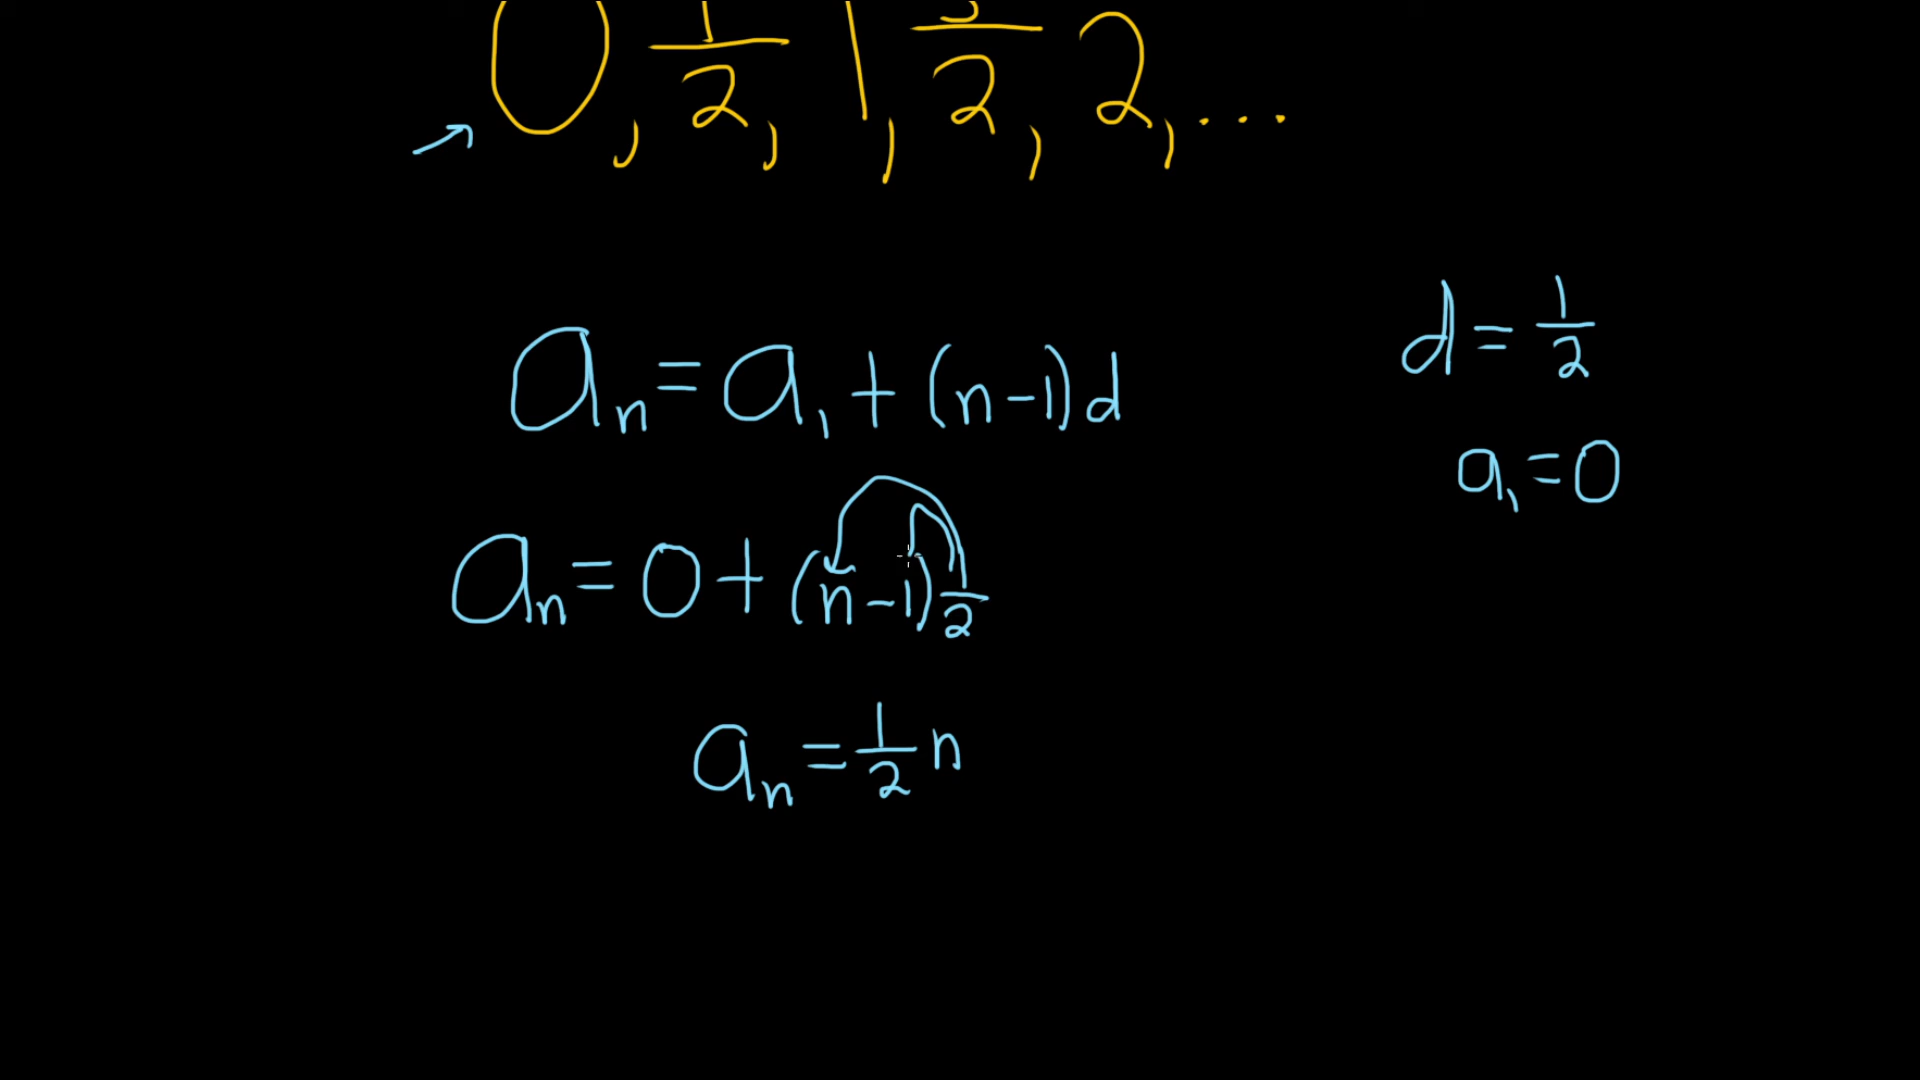 0, 1/2, 1, 3/2, 2, ...
d = 1/2
aₙ = a₁ + (n-1)d
a₁ = 0
aₙ = 0 + (n-1)1/2
aₙ = 1/2 n